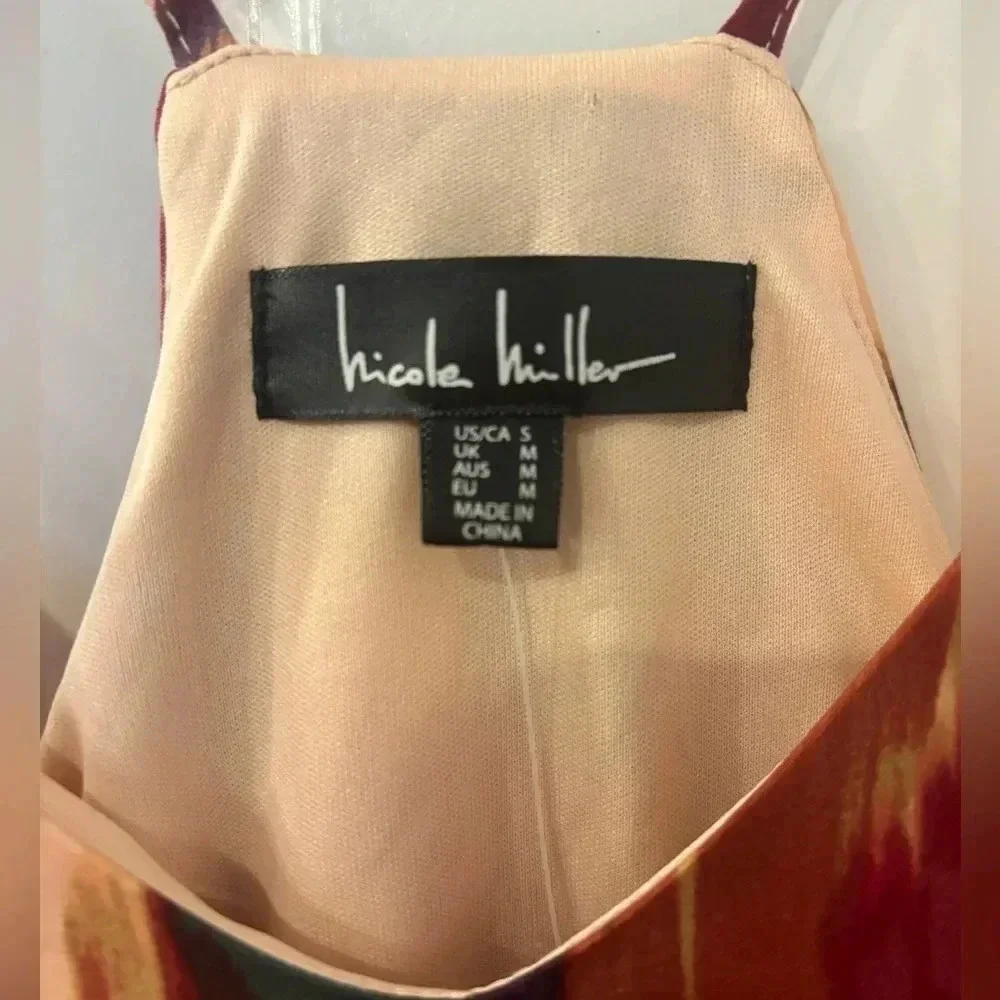 nicole miller
US/CA S
UK M
AUS M
EU M
MADE IN
CHINA